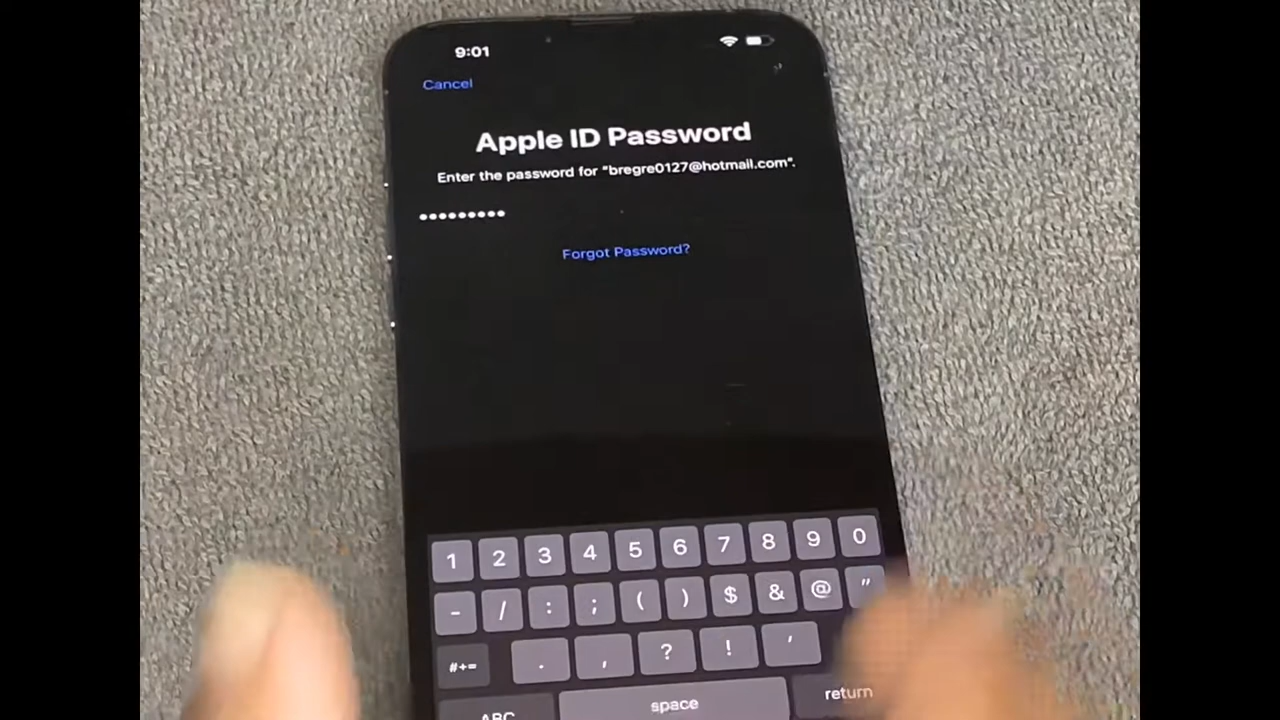 9:01
Cancel
Apple ID Password
Enter the password for "bregre0127@hotmail.com".
•••••••••
Forgot Password?
1 2 3 4 5 6 7 8 9 0
- / : ; ( ) $ & @ "
#+= . , ? ! '
ABC space return